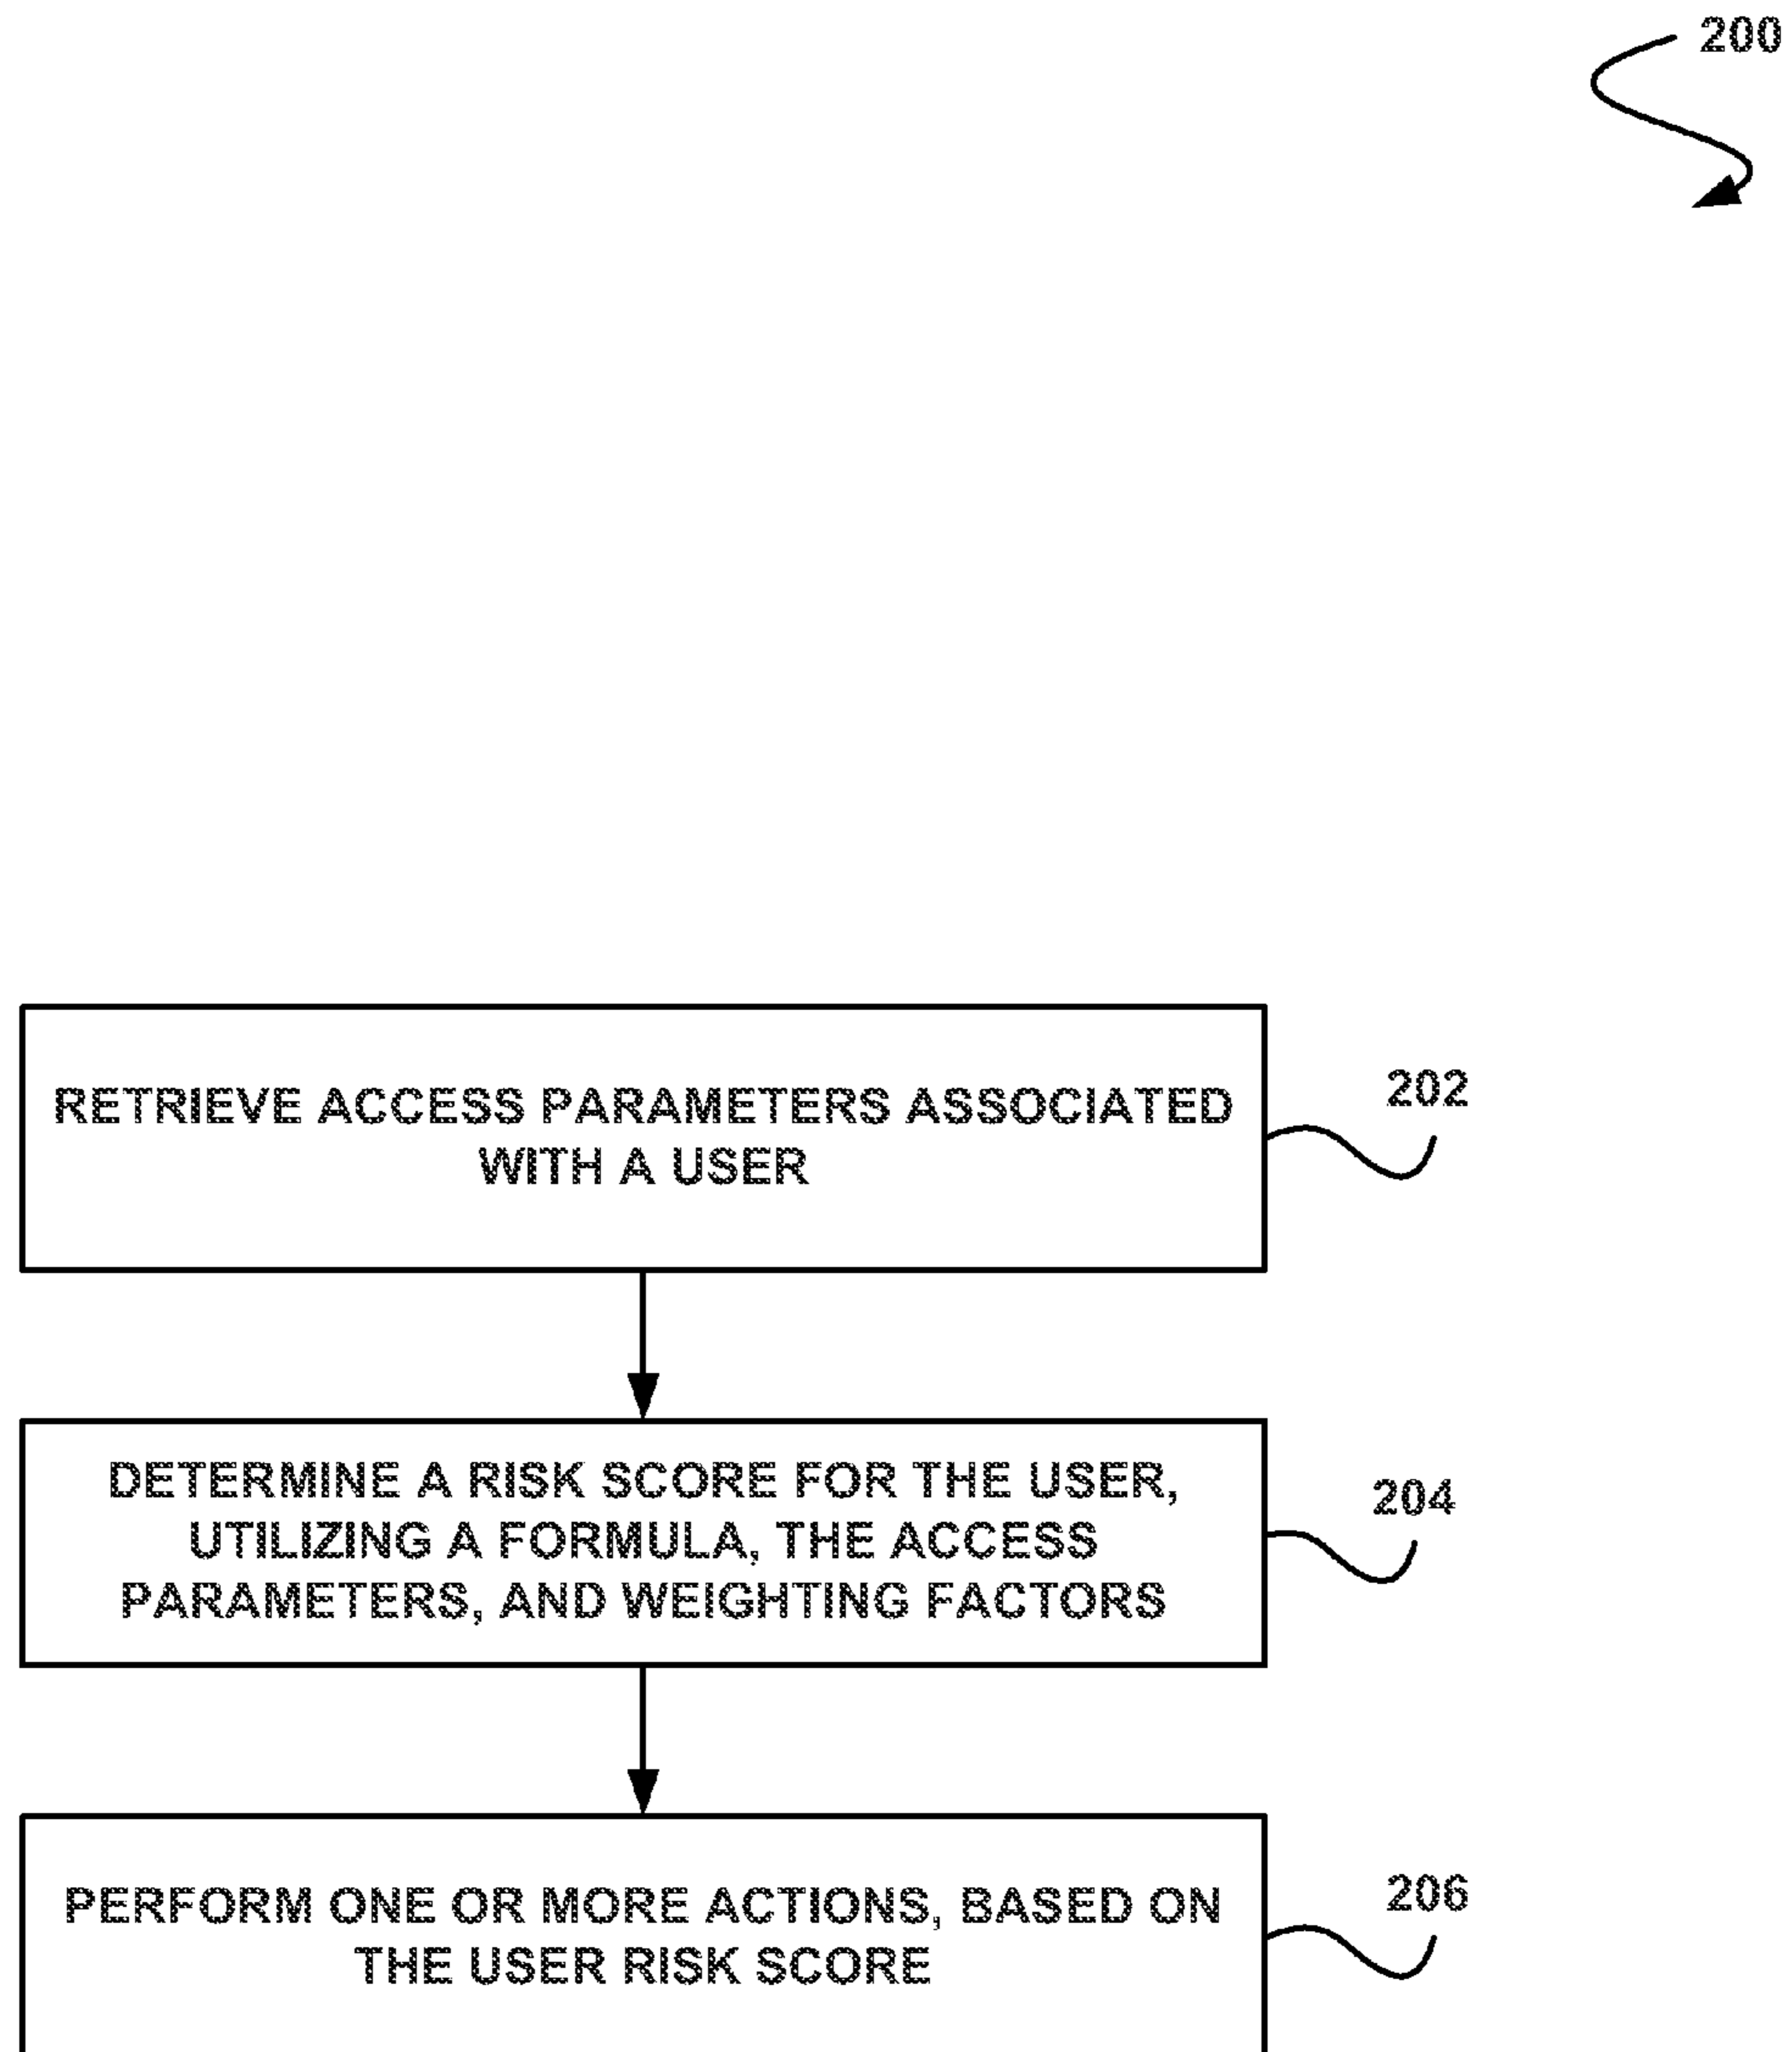 200
RETRIEVE ACCESS PARAMETERS ASSOCIATED
WITH A USER
202
DETERMINE A RISK SCORE FOR THE USER,
UTILIZING A FORMULA, THE ACCESS
PARAMETERS, AND WEIGHTING FACTORS
204
PERFORM ONE OR MORE ACTIONS, BASED ON
THE USER RISK SCORE
206